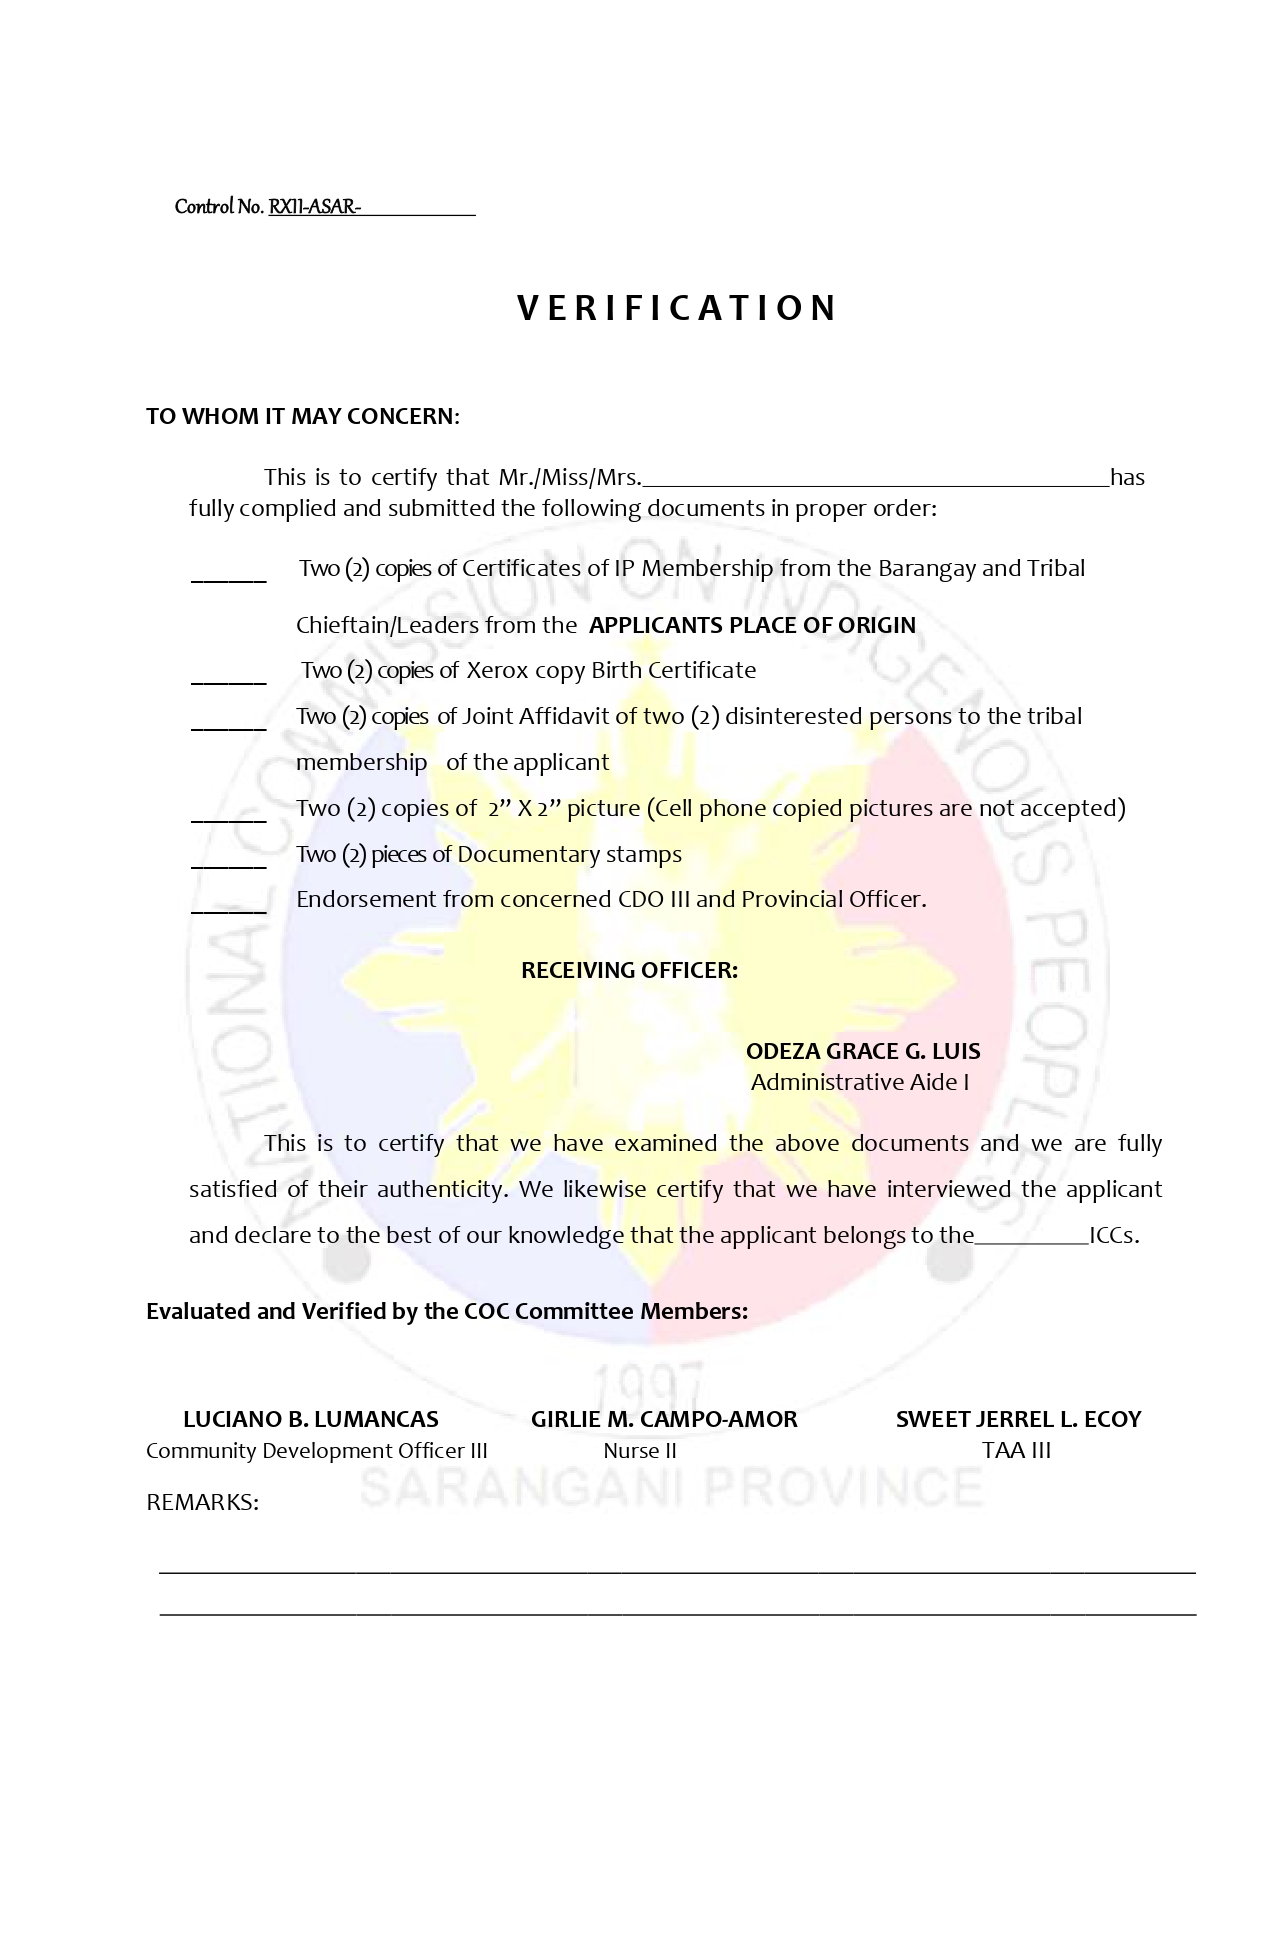 Control No. RXII-ASAR-___________
VERIFICATION
TO WHOM IT MAY CONCERN:
This is to certify that Mr./Miss/Mrs.____________________________________has
fully complied and submitted the following documents in proper order:
______ Two (2) copies of Certificates of IP Membership from the Barangay and Tribal
Chieftain/Leaders from the APPLICANTS PLACE OF ORIGIN
______ Two (2) copies of Xerox copy Birth Certificate
______ Two (2) copies of Joint Affidavit of two (2) disinterested persons to the tribal
membership of the applicant
______ Two (2) copies of 2” X 2” picture (Cell phone copied pictures are not accepted)
______ Two (2) pieces of Documentary stamps
______ Endorsement from concerned CDO III and Provincial Officer.
RECEIVING OFFICER:
ODEZA GRACE G. LUIS
Administrative Aide I
This is to certify that we have examined the above documents and we are fully
satisfied of their authenticity. We likewise certify that we have interviewed the applicant
and declare to the best of our knowledge that the applicant belongs to the_________ICCs.
Evaluated and Verified by the COC Committee Members:
LUCIANO B. LUMANCAS GIRLIE M. CAMPO-AMOR SWEET JERREL L. ECOY
Community Development Officer III Nurse II TAA III
REMARKS:
NATIONAL COMMISSION ON INDIGENOUS PEOPLES
1997
SARANGANI PROVINCE